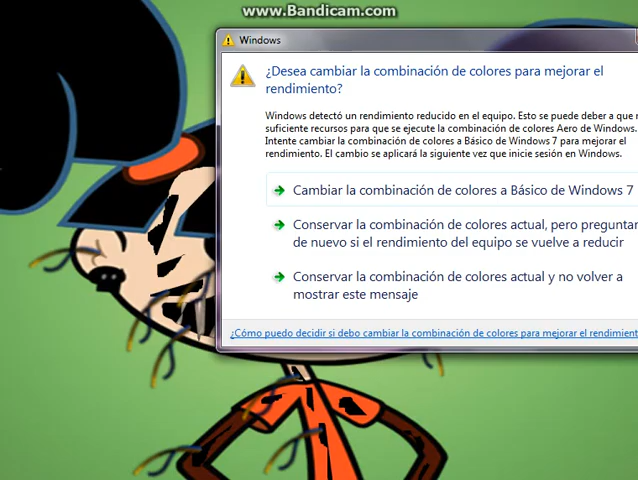 www.Bandicam.com
Windows
¿Desea cambiar la combinación de colores para mejorar el
rendimiento?
Windows detectó un rendimiento reducido en el equipo. Esto se puede deber a que
suficiente recursos para que se ejecute la combinación de colores Aero de Windows.
Intente cambiar la combinación de colores a Básico de Windows 7 para mejorar el
rendimiento. El cambio se aplicará la siguiente vez que inicie sesión en Windows.
Cambiar la combinación de colores a Básico de Windows 7
Conservar la combinación de colores actual, pero preguntar
de nuevo si el rendimiento del equipo se vuelve a reducir
Conservar la combinación de colores actual y no volver a
mostrar este mensaje
¿Cómo puedo decidir si debo cambiar la combinación de colores para mejorar el rendimient